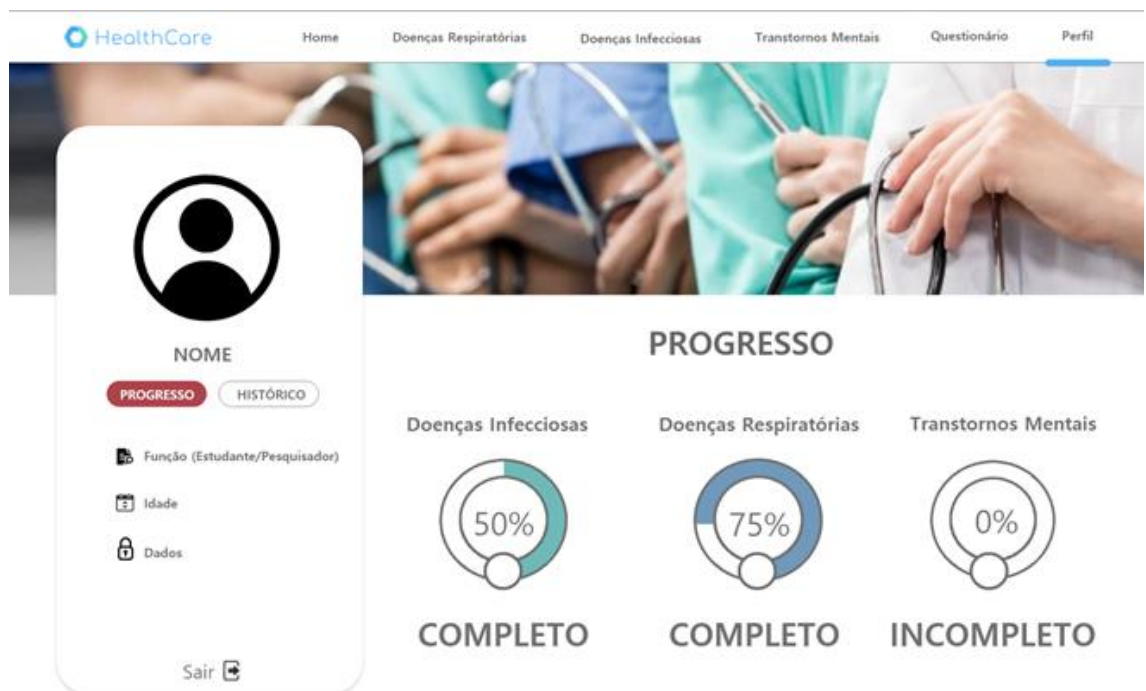 HealthCare
Home
Doenças Respiratórias
Doenças Infecciosas
Transtornos Mentais
Questionário
Perfil
NOME
PROGRESSO
HISTÓRICO
Função (Estudante/Pesquisador)
Idade
Dados
Sair
PROGRESSO
Doenças Infecciosas
Doenças Respiratórias
Transtornos Mentais
50%
75%
0%
COMPLETO
COMPLETO
INCOMPLETO